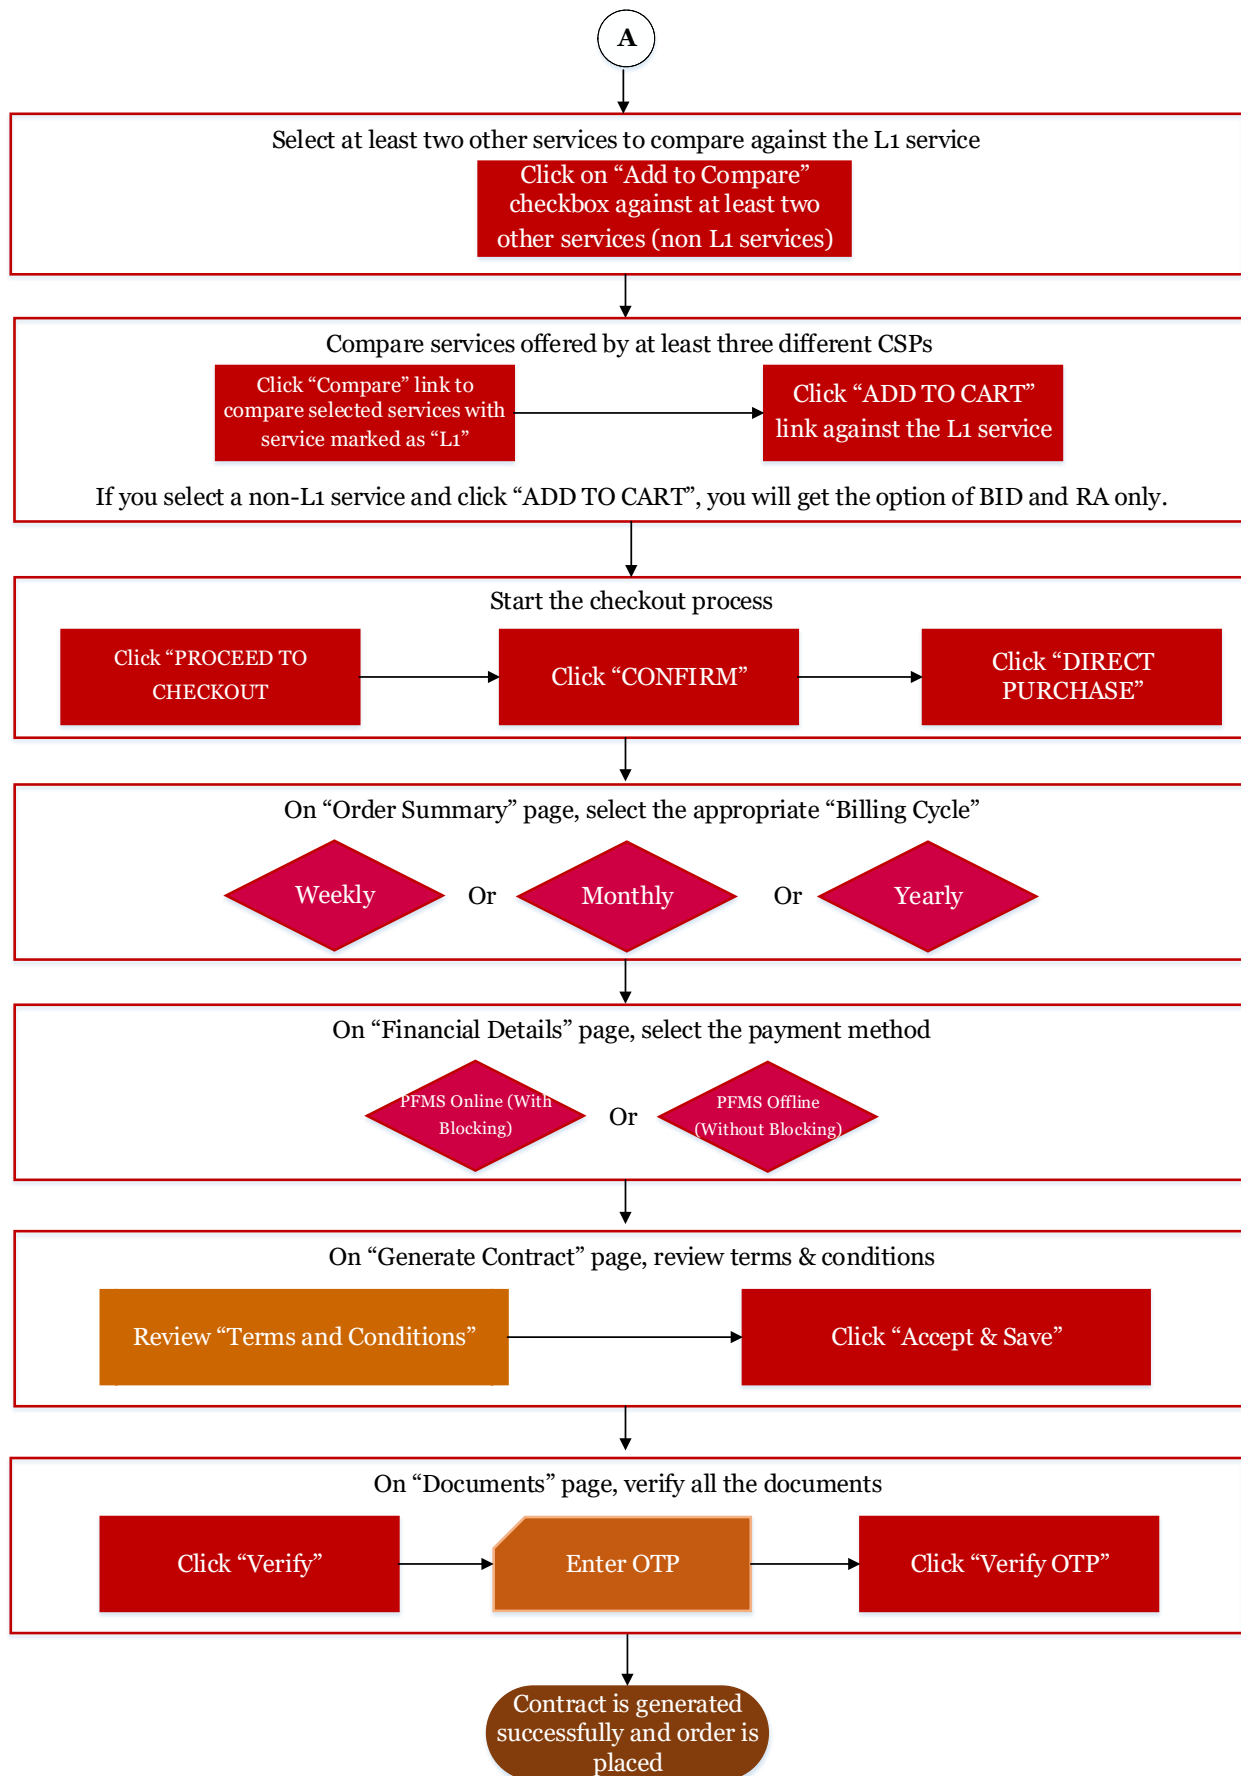 A
Select at least two other services to compare against the L1 service
Click on “Add to Compare”
checkbox against at least two
other services (non L1 services)
Compare services offered by at least three different CSPs
Click “Compare” link to
compare selected services with
service marked as “L1”
Click “ADD TO CART”
link against the L1 service
If you select a non-L1 service and click “ADD TO CART”, you will get the option of BID and RA only.
Start the checkout process
Click “PROCEED TO
CHECKOUT
Click “CONFIRM”
Click “DIRECT
PURCHASE”
On “Order Summary” page, select the appropriate “Billing Cycle”
Weekly
Or
Monthly
Or
Yearly
On “Financial Details” page, select the payment method
PFMS Online (With
Blocking)
Or
PFMS Offline
(Without Blocking)
On “Generate Contract” page, review terms & conditions
Review “Terms and Conditions”
Click “Accept & Save”
On “Documents” page, verify all the documents
Click “Verify”
Enter OTP
Click “Verify OTP”
Contract is generated
successfully and order is
placed